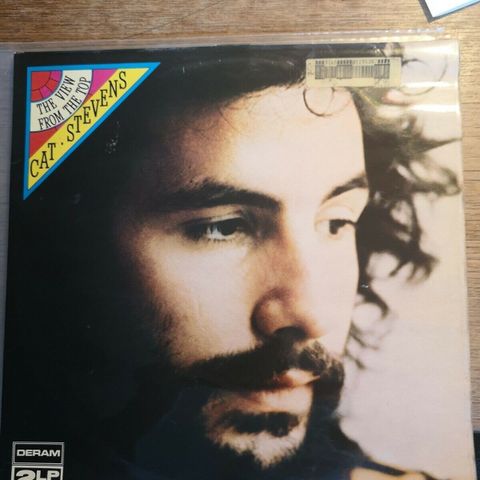 THE VIEW
FROM THE TOP
CAT · STEVENS
DERAM
2LP